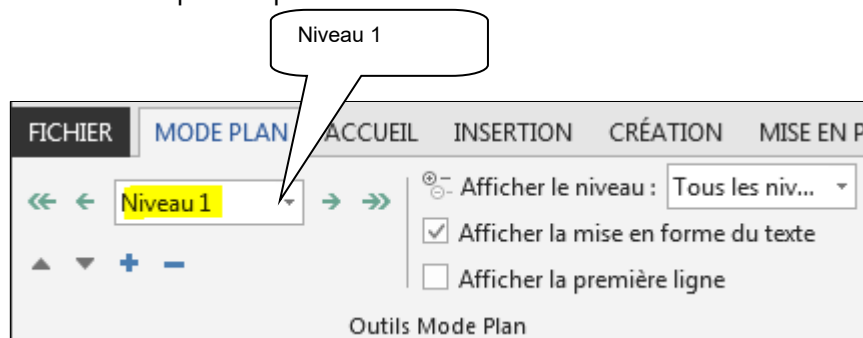 Niveau 1
FICHIER MODE PLAN ACCUEIL INSERTION CRÉATION MISE EN P
Niveau 1
Afficher le niveau : Tous les niv...
Afficher la mise en forme du texte
Afficher la première ligne
Outils Mode Plan